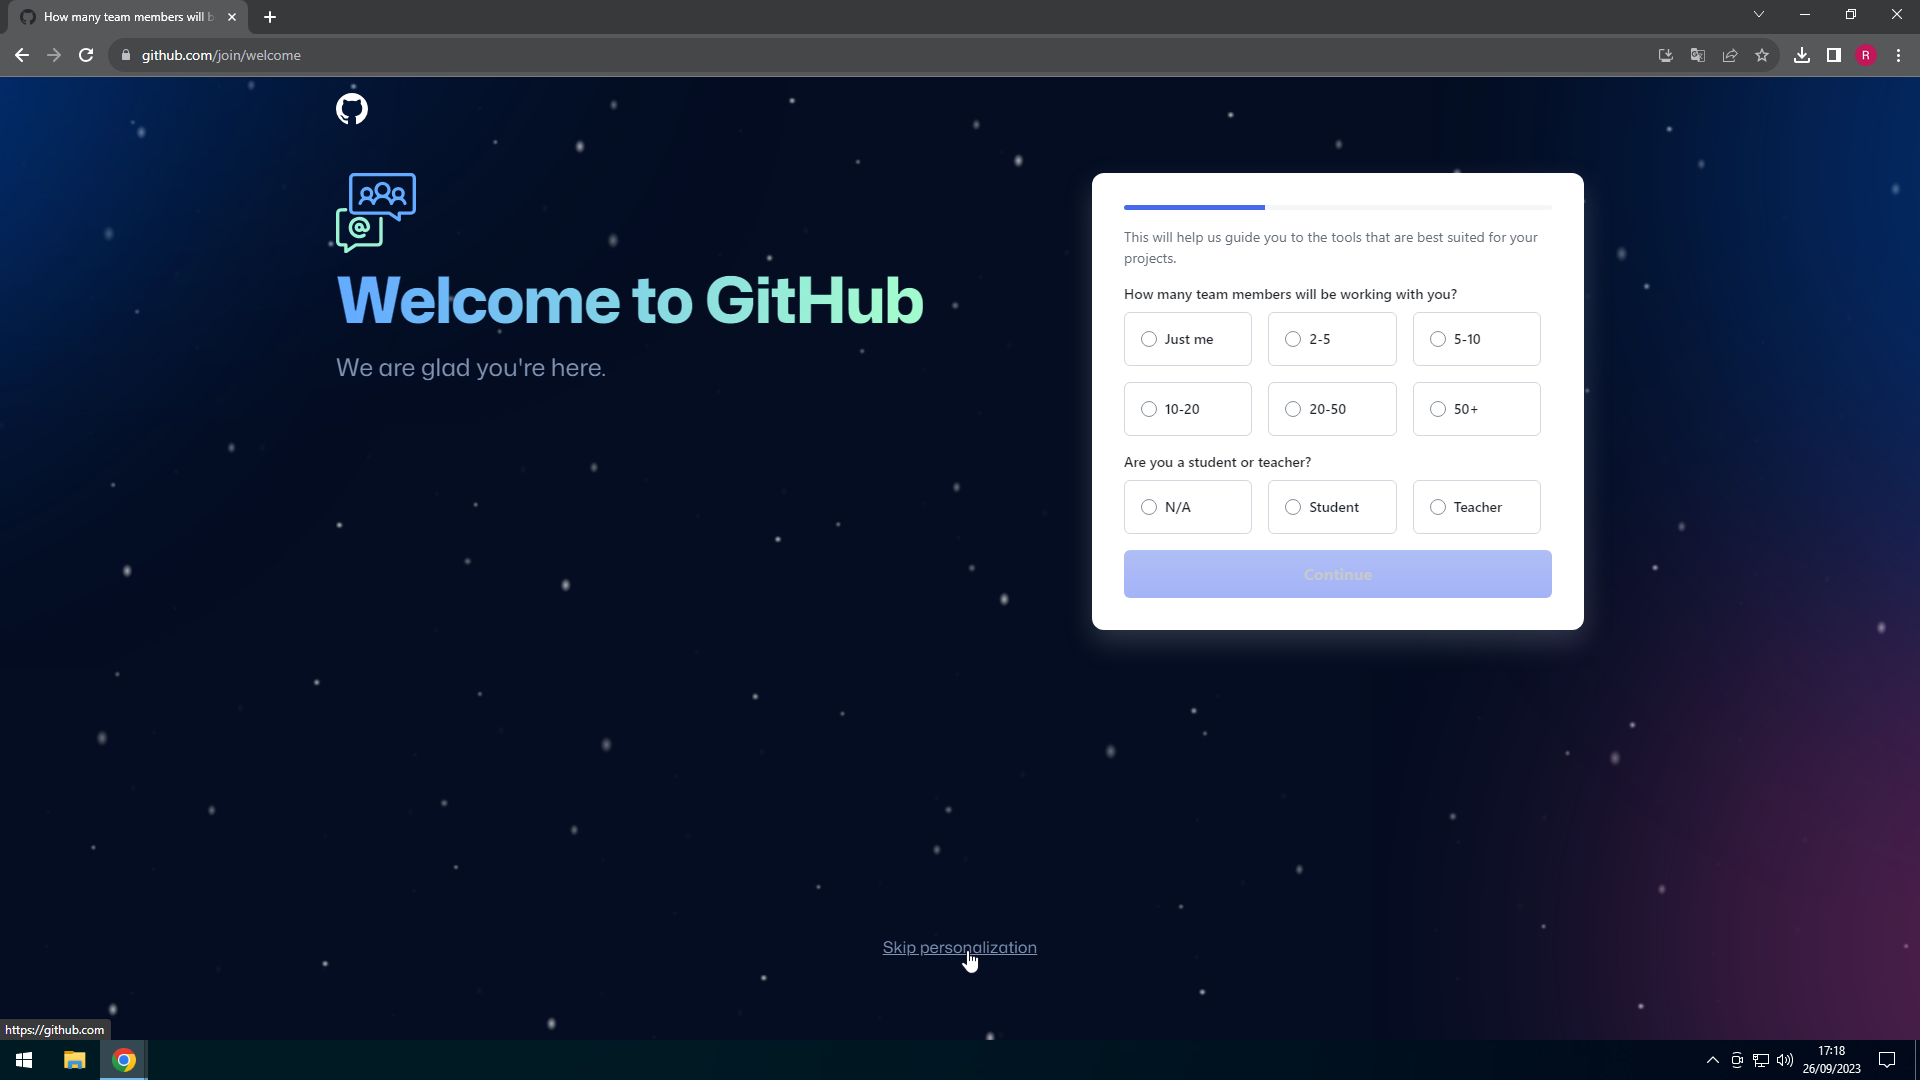 How many team members will b
github.com/join/welcome
R
Welcome to GitHub
We are glad you're here.
This will help us guide you to the tools that are best suited for your
projects.
How many team members will be working with you?
Just me
2-5
5-10
10-20
20-50
50+
Are you a student or teacher?
N/A
Student
Teacher
Continue
Skip personalization
https://github.com
17:18
26/09/2023